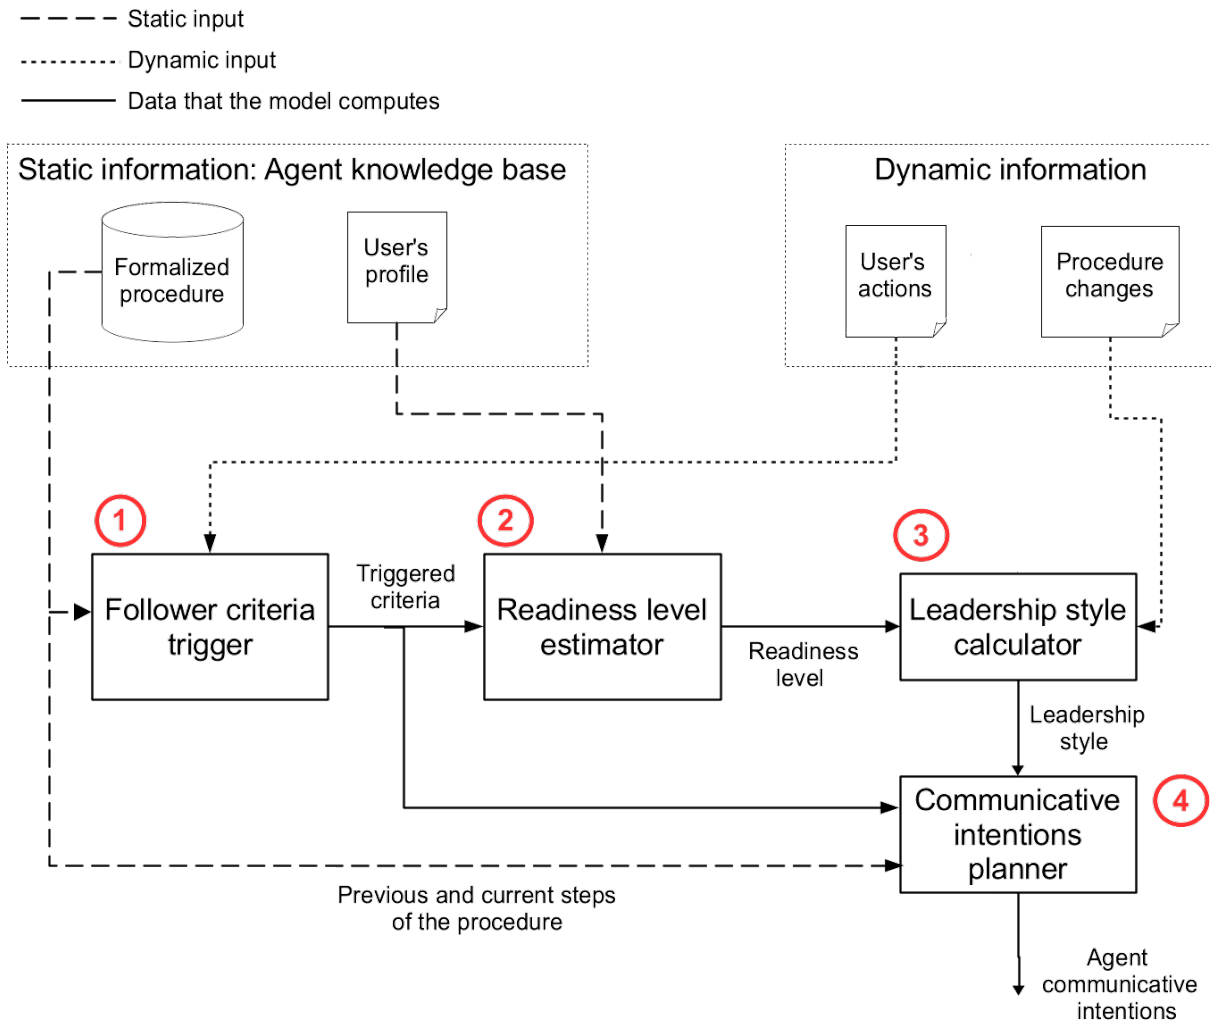 Static input
Dynamic input
Data that the model computes
Static information: Agent knowledge base
Dynamic information
Formalized
procedure
User's
profile
User's
actions
Procedure
changes
1
2
3
Follower criteria
trigger
Triggered
criteria
Readiness level
estimator
Readiness
level
Leadership style
calculator
Leadership
style
Communicative
intentions
planner
4
Previous and current steps
of the procedure
Agent
communicative
intentions